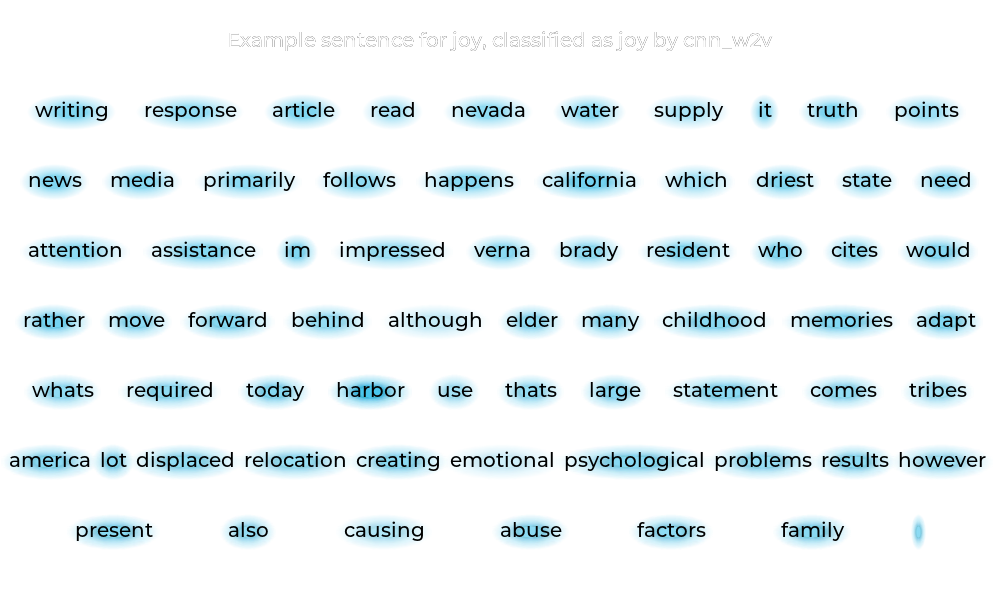 Example sentence for joy, classified as joy by cnn_w2v
writing response article read nevada water supply it truth points
news media primarily follows happens california which driest state need
attention assistance im impressed verna brady resident who cites would
rather move forward behind although elder many childhood memories adapt
whats required today harbor use thats large statement comes tribes
america lot displaced relocation creating emotional psychological problems results however
present also causing abuse factors family